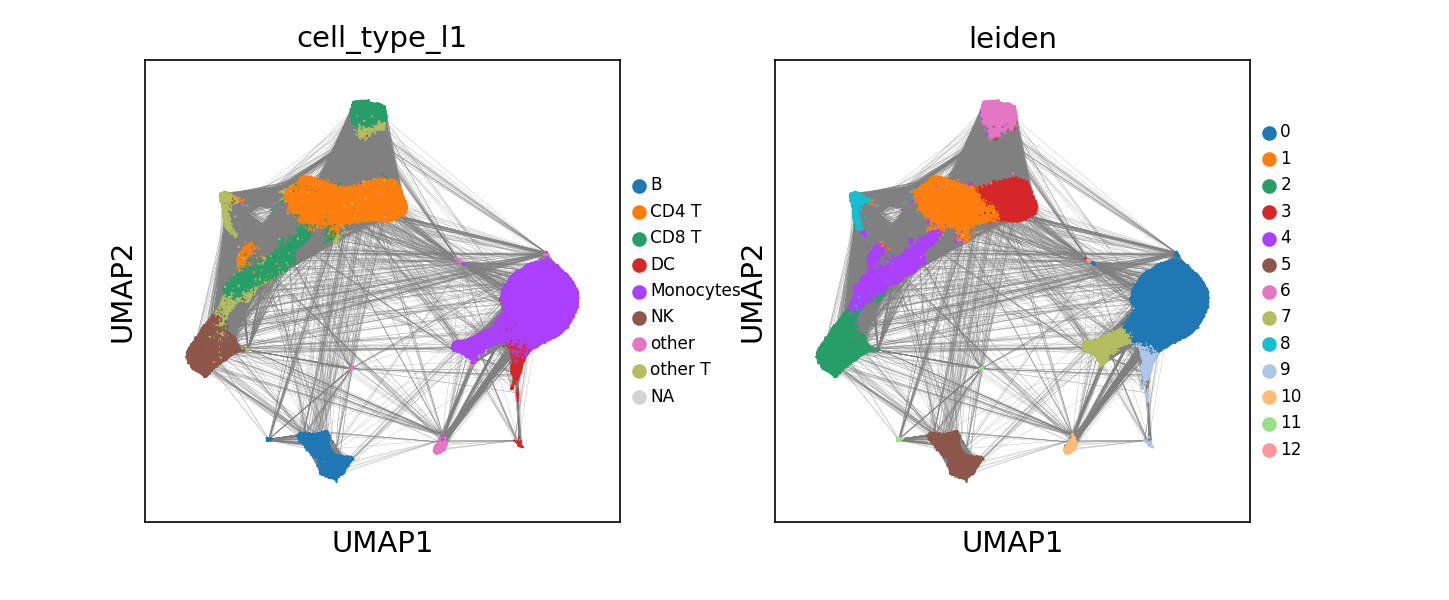 cell_type_l1
UMAP2
UMAP1
B
CD4 T
CD8 T
DC
Monocytes
NK
other
other T
NA
leiden
UMAP2
UMAP1
0
1
2
3
4
5
6
7
8
9
10
11
12